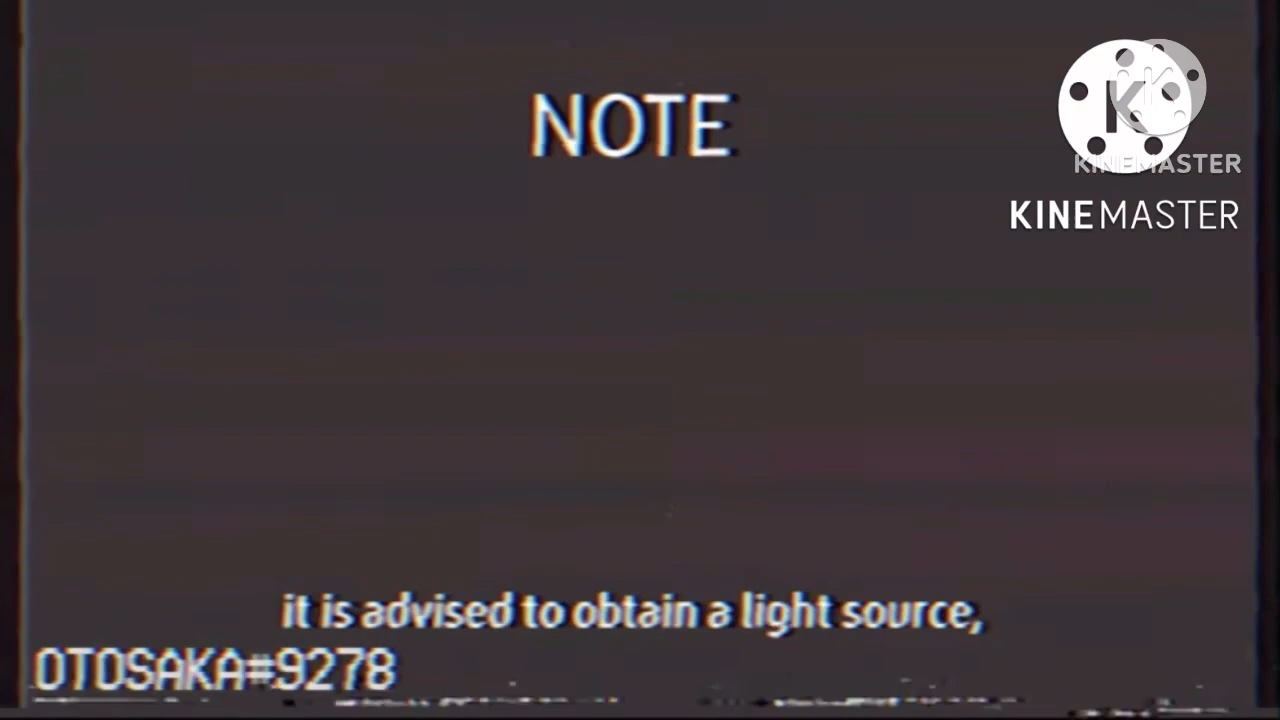 NOTE
KINEMASTER
KINEMASTER
it is advised to obtain a light source,
OTOSAKA#9278